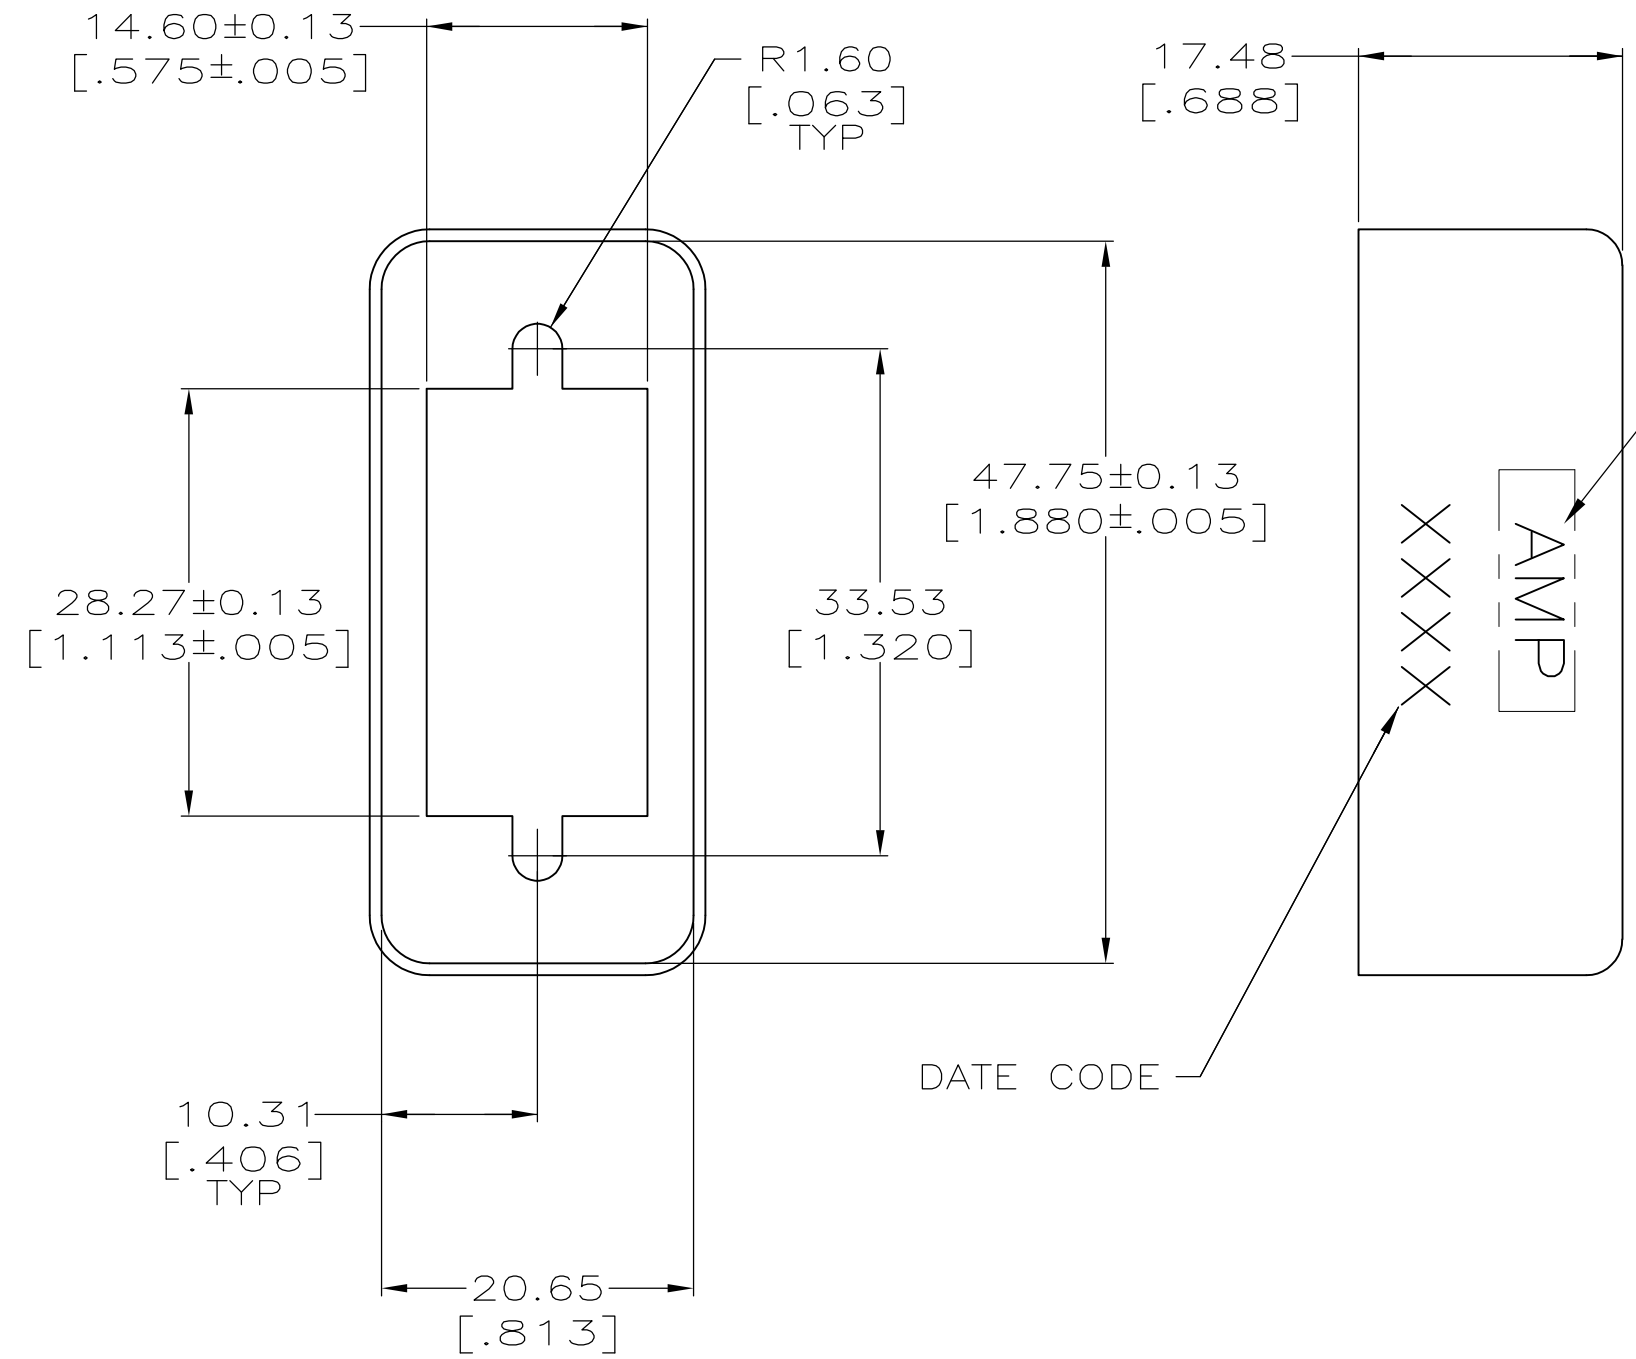 14.60±0.13
[.575±.005]
R1.60
[.063]
TYP
17.48
[.688]
47.75±0.13
[1.880±.005]
28.27±0.13
[1.113±.005]
33.53
[1.320]
XXXX
AMP
DATE CODE
10.31
[.406]
TYP
20.65
[.813]